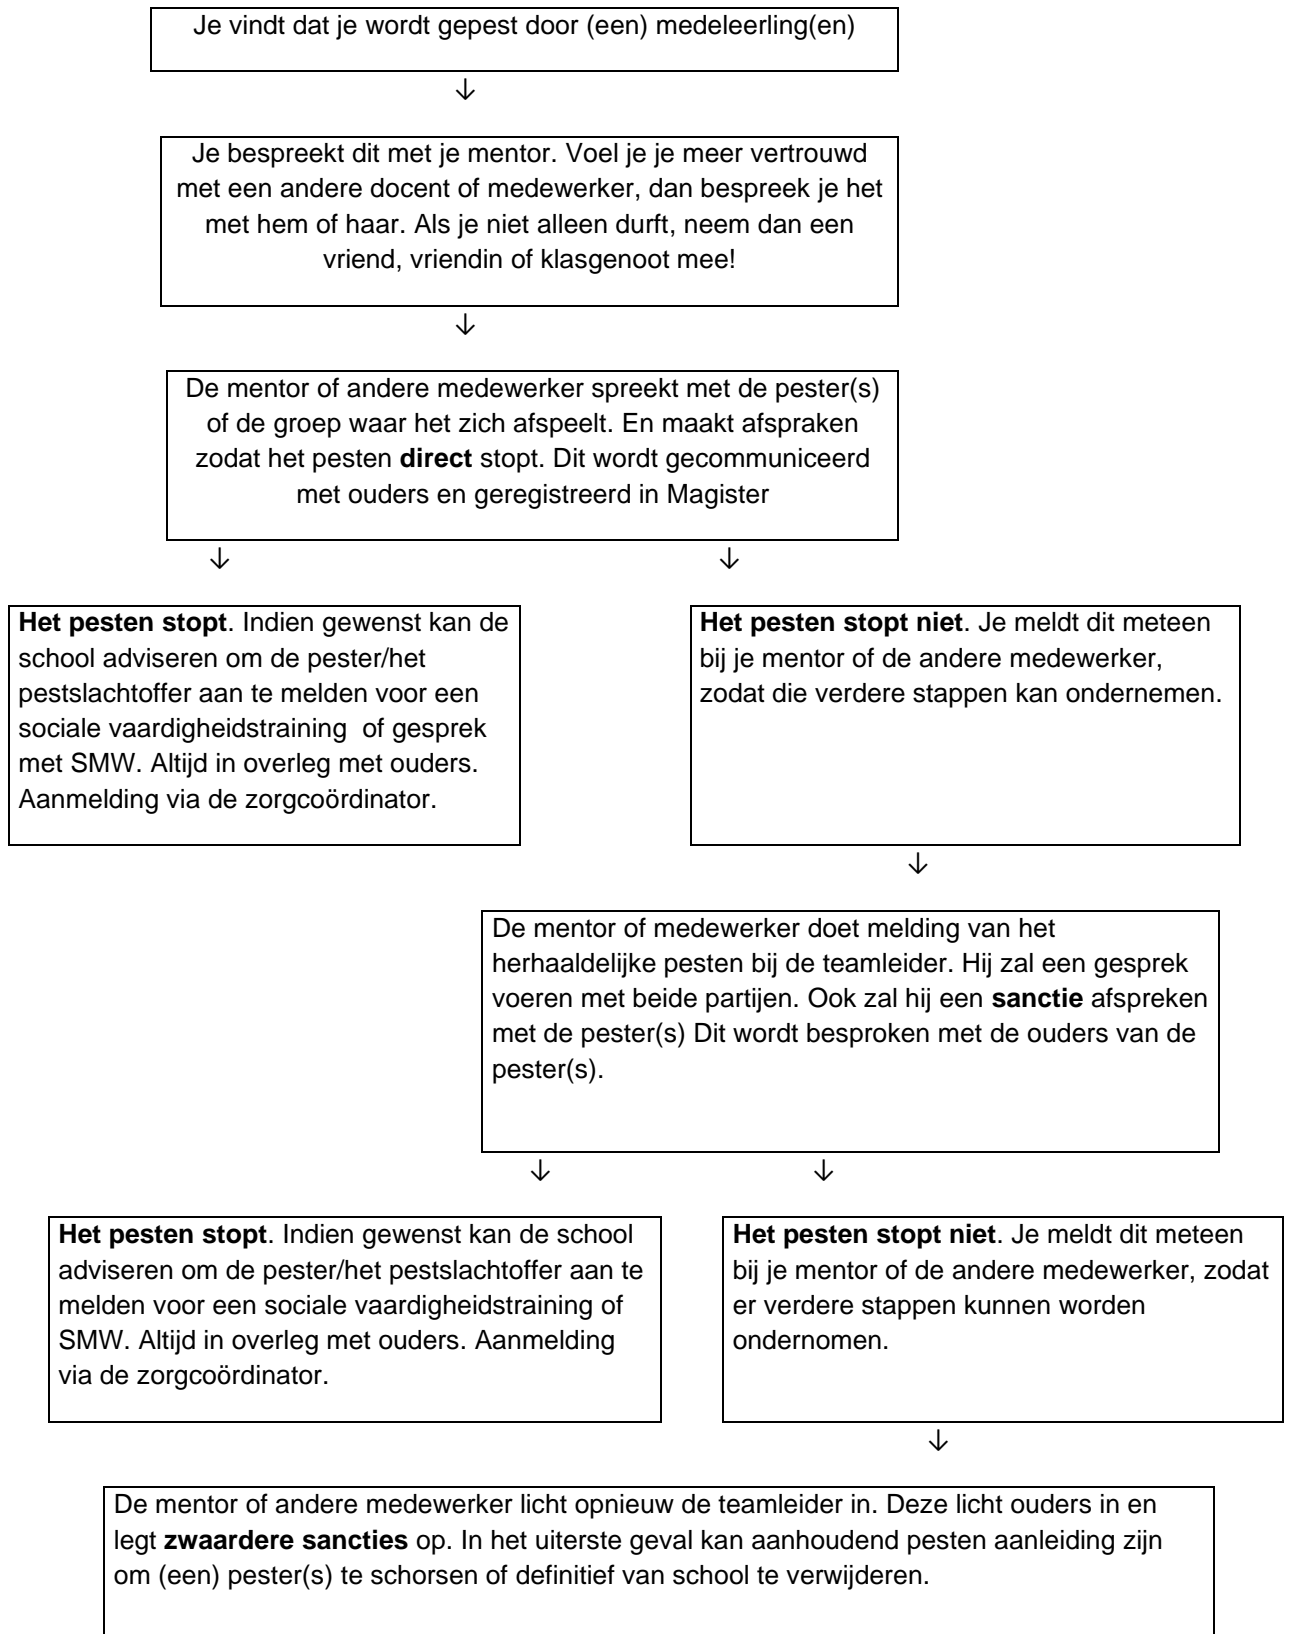 Je vindt dat je wordt gepest door (een) medeleerling(en)
↓
Je bespreekt dit met je mentor. Voel je je meer vertrouwd
met een andere docent of medewerker, dan bespreek je het
met hem of haar. Als je niet alleen durft, neem dan een
vriend, vriendin of klasgenoot mee!
↓
De mentor of andere medewerker spreekt met de pester(s)
of de groep waar het zich afspeelt. En maakt afspraken
zodat het pesten direct stopt. Dit wordt gecommuniceerd
met ouders en geregistreerd in Magister
↓ ↓
Het pesten stopt. Indien gewenst kan de
school adviseren om de pester/het
pestslachtoffer aan te melden voor een
sociale vaardigheidstraining of gesprek
met SMW. Altijd in overleg met ouders.
Aanmelding via de zorgcoördinator.
Het pesten stopt niet. Je meldt dit meteen
bij je mentor of de andere medewerker,
zodat die verdere stappen kan ondernemen.
↓
De mentor of medewerker doet melding van het
herhaaldelijke pesten bij de teamleider. Hij zal een gesprek
voeren met beide partijen. Ook zal hij een sanctie afspreken
met de pester(s) Dit wordt besproken met de ouders van de
pester(s).
↓ ↓
Het pesten stopt. Indien gewenst kan de school
adviseren om de pester/het pestslachtoffer aan te
melden voor een sociale vaardigheidstraining of
SMW. Altijd in overleg met ouders. Aanmelding
via de zorgcoördinator.
Het pesten stopt niet. Je meldt dit meteen
bij je mentor of de andere medewerker, zodat
er verdere stappen kunnen worden
ondernomen.
↓
De mentor of andere medewerker licht opnieuw de teamleider in. Deze licht ouders in en
legt zwaardere sancties op. In het uiterste geval kan aanhoudend pesten aanleiding zijn
om (een) pester(s) te schorsen of definitief van school te verwijderen.